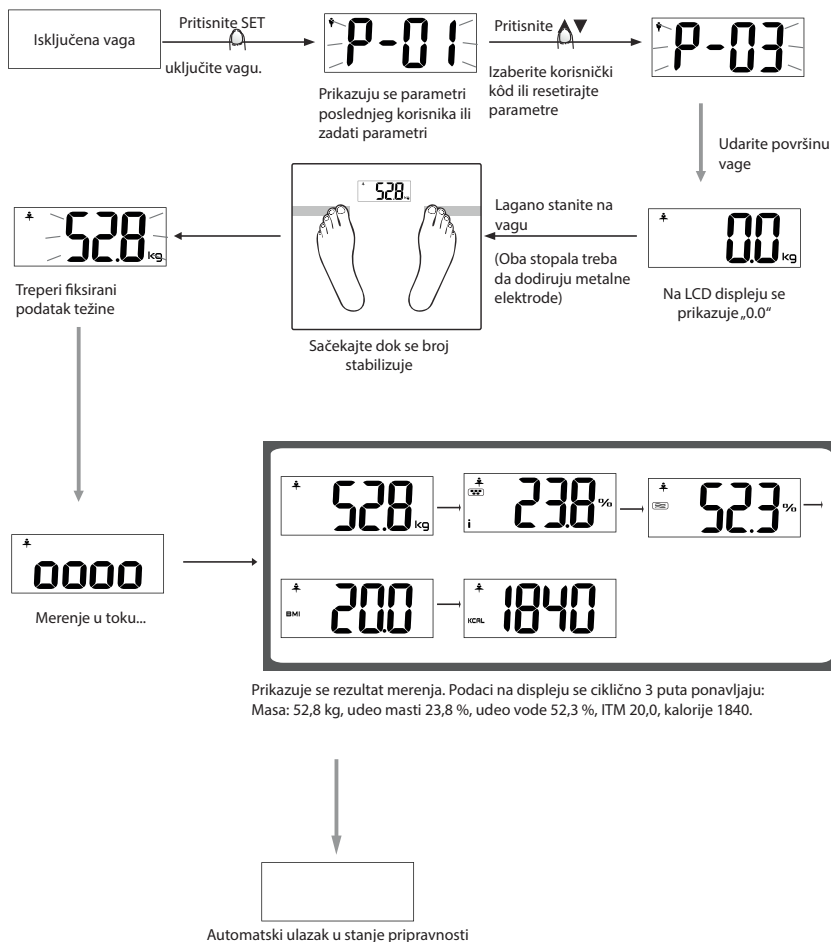 Isključena vaga
Pritisnite SET
uključite vagu.
P-01
Prikazuju se parametri
poslednjeg korisnika ili
zadati parametri
Pritisnite ▲▼
Izaberite korisnički
kôd ili resetirajte
parametre
P-03
Udarite površinu
vage
0.0 kg
Na LCD displeju se
prikazuje „0.0“
Lagano stanite na
vagu
(Oba stopala treba
da dodiruju metalne
elektrode)
52.8 kg
Sačekajte dok se broj
stabilizuje
52.8 kg
Treperi fiksirani
podatak težine
oooo
Merenje u toku...
52.8 kg
23.8 %
i
52.3 %
BMI 20.0
KCAL 1840
Prikazuje se rezultat merenja. Podaci na displeju se ciklično 3 puta ponavljaju:
Masa: 52,8 kg, udeo masti 23,8 %, udeo vode 52,3 %, ITM 20,0, kalorije 1840.
Automatski ulazak u stanje pripravnosti